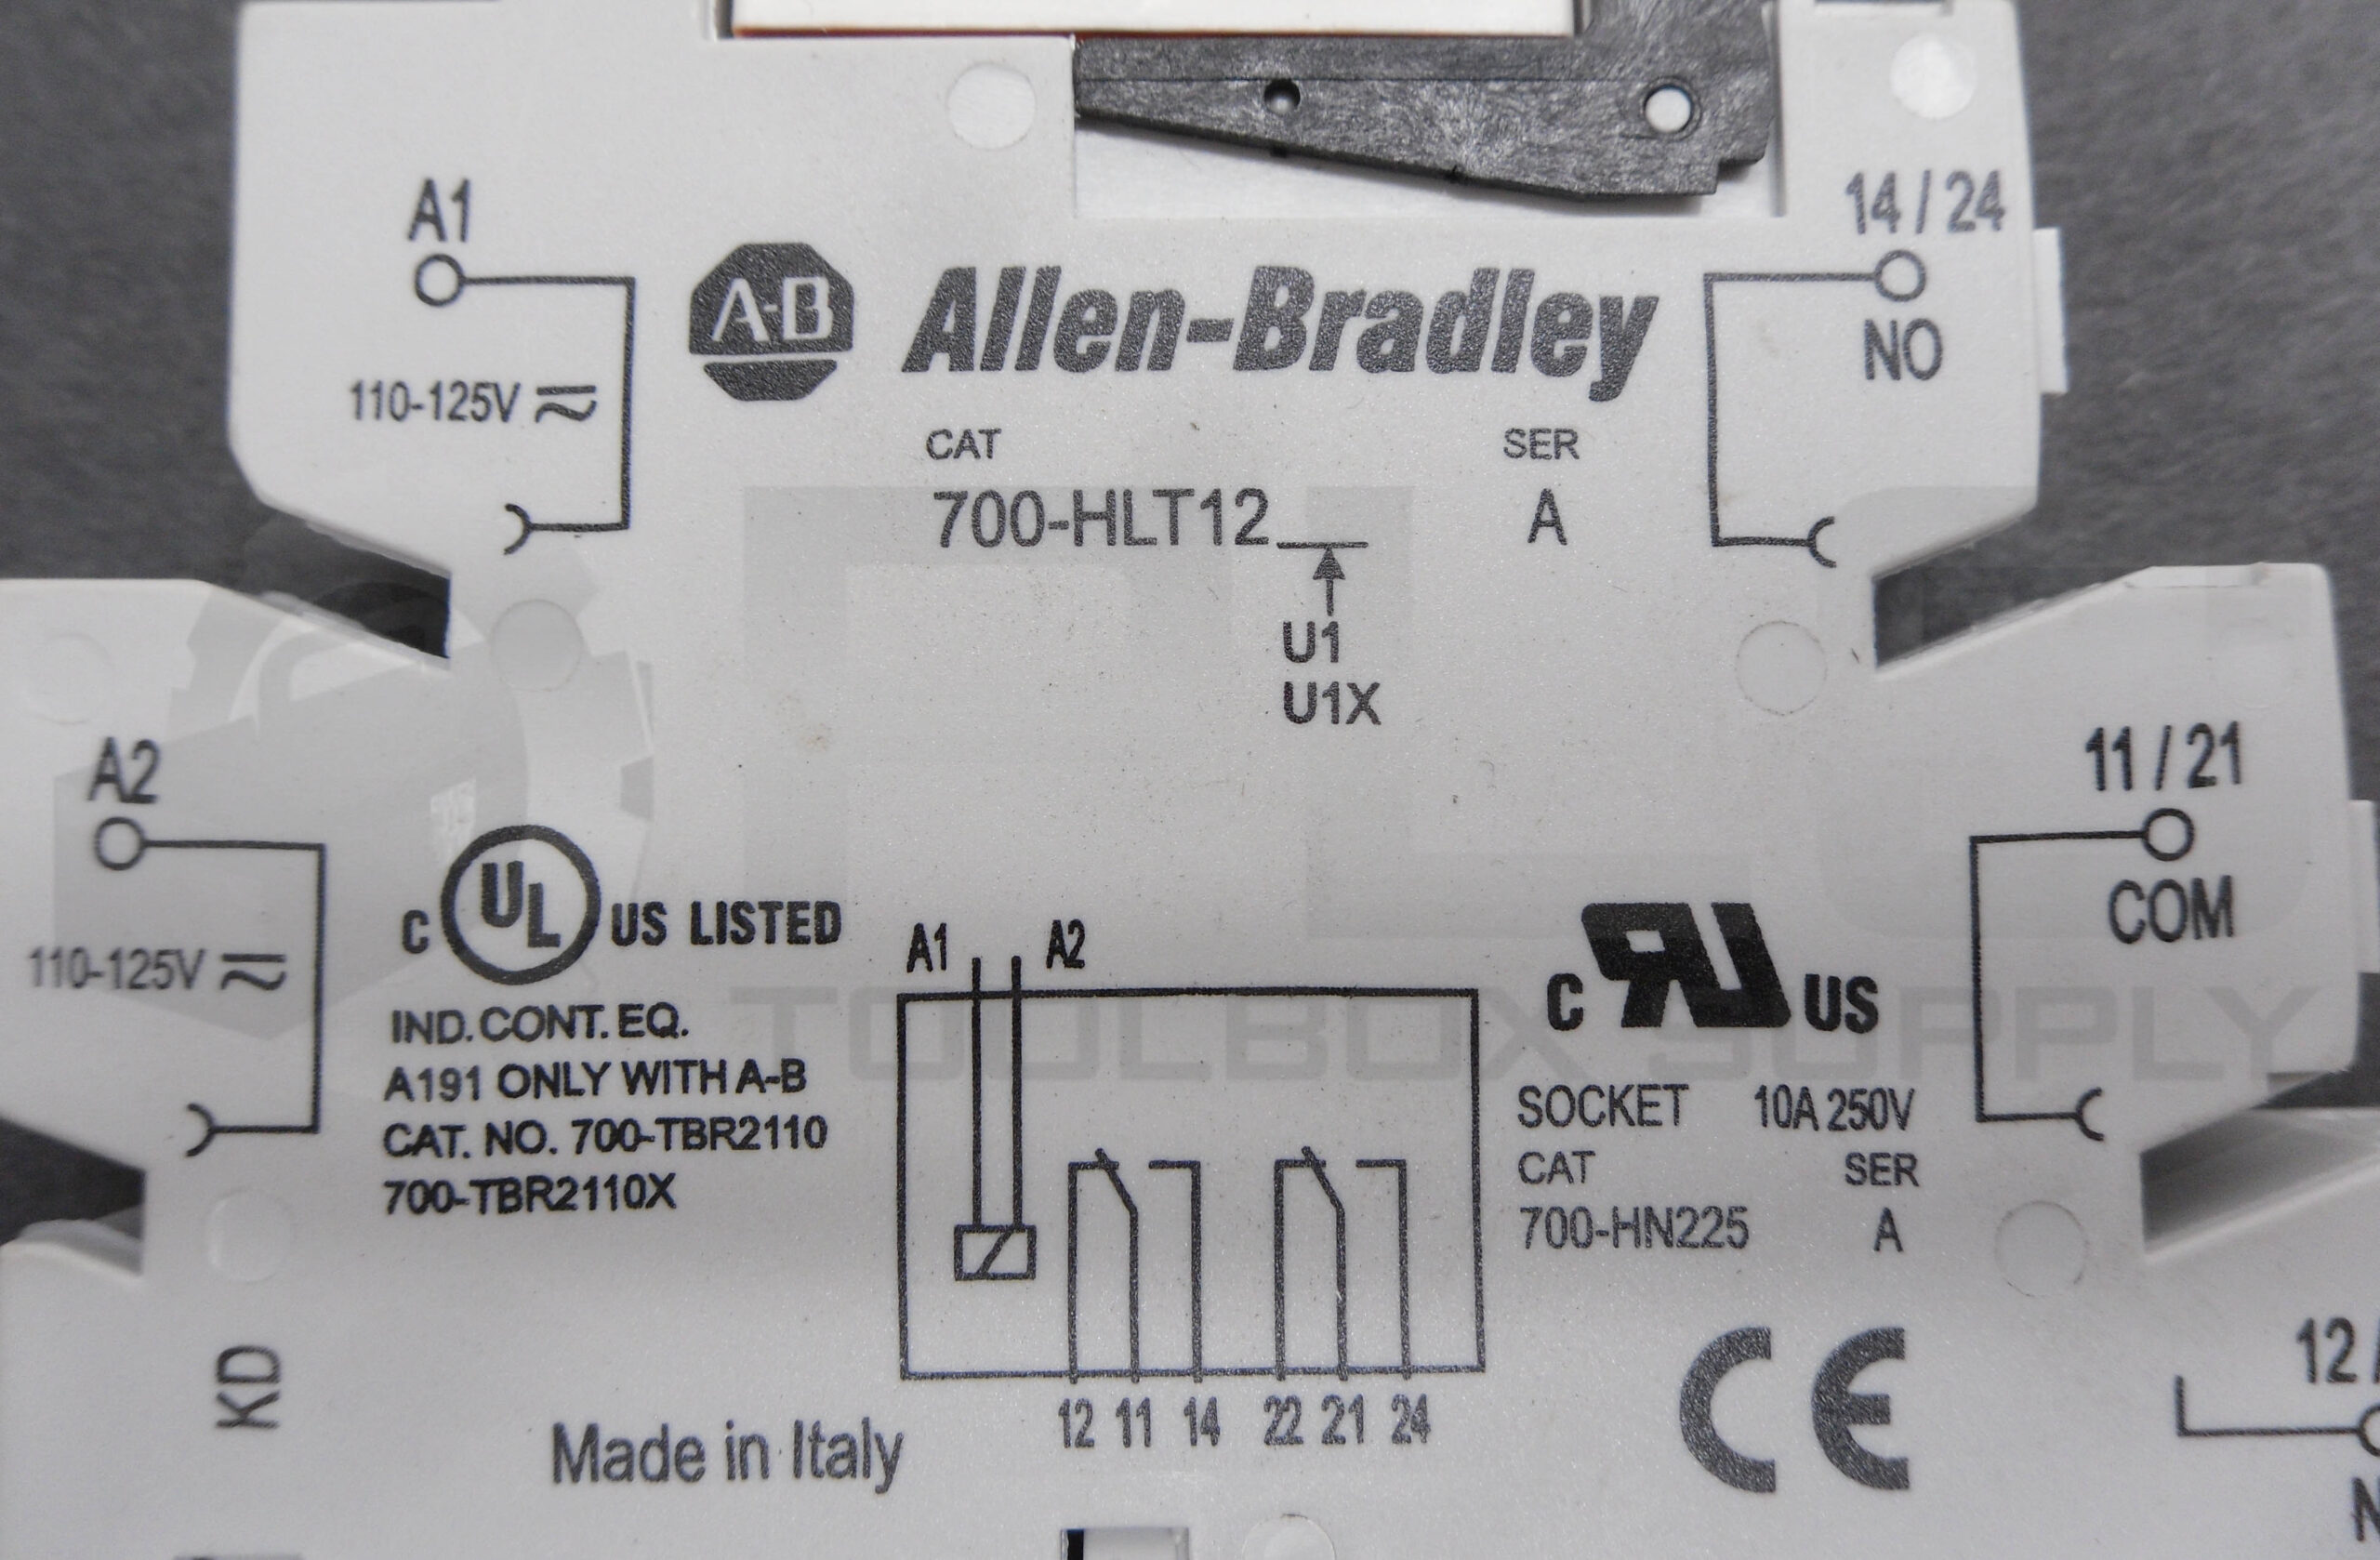 A1
14 / 24
A-B Allen-Bradley
NO
110-125V
CAT SER
700-HLT12_ A
U1
U1X
A2
11 / 21
COM
C UL US LISTED
110-125V
A1 A2
C RU US
IND. CONT. EQ.
A191 ONLY WITH A-B
CAT. NO. 700-TBR2110
700-TBR2110X
SOCKET 10A 250V
CAT SER
700-HN225 A
TOOLBOX SUPPLY
KD
12 11 14 22 21 24
CE
12 /
Made in Italy